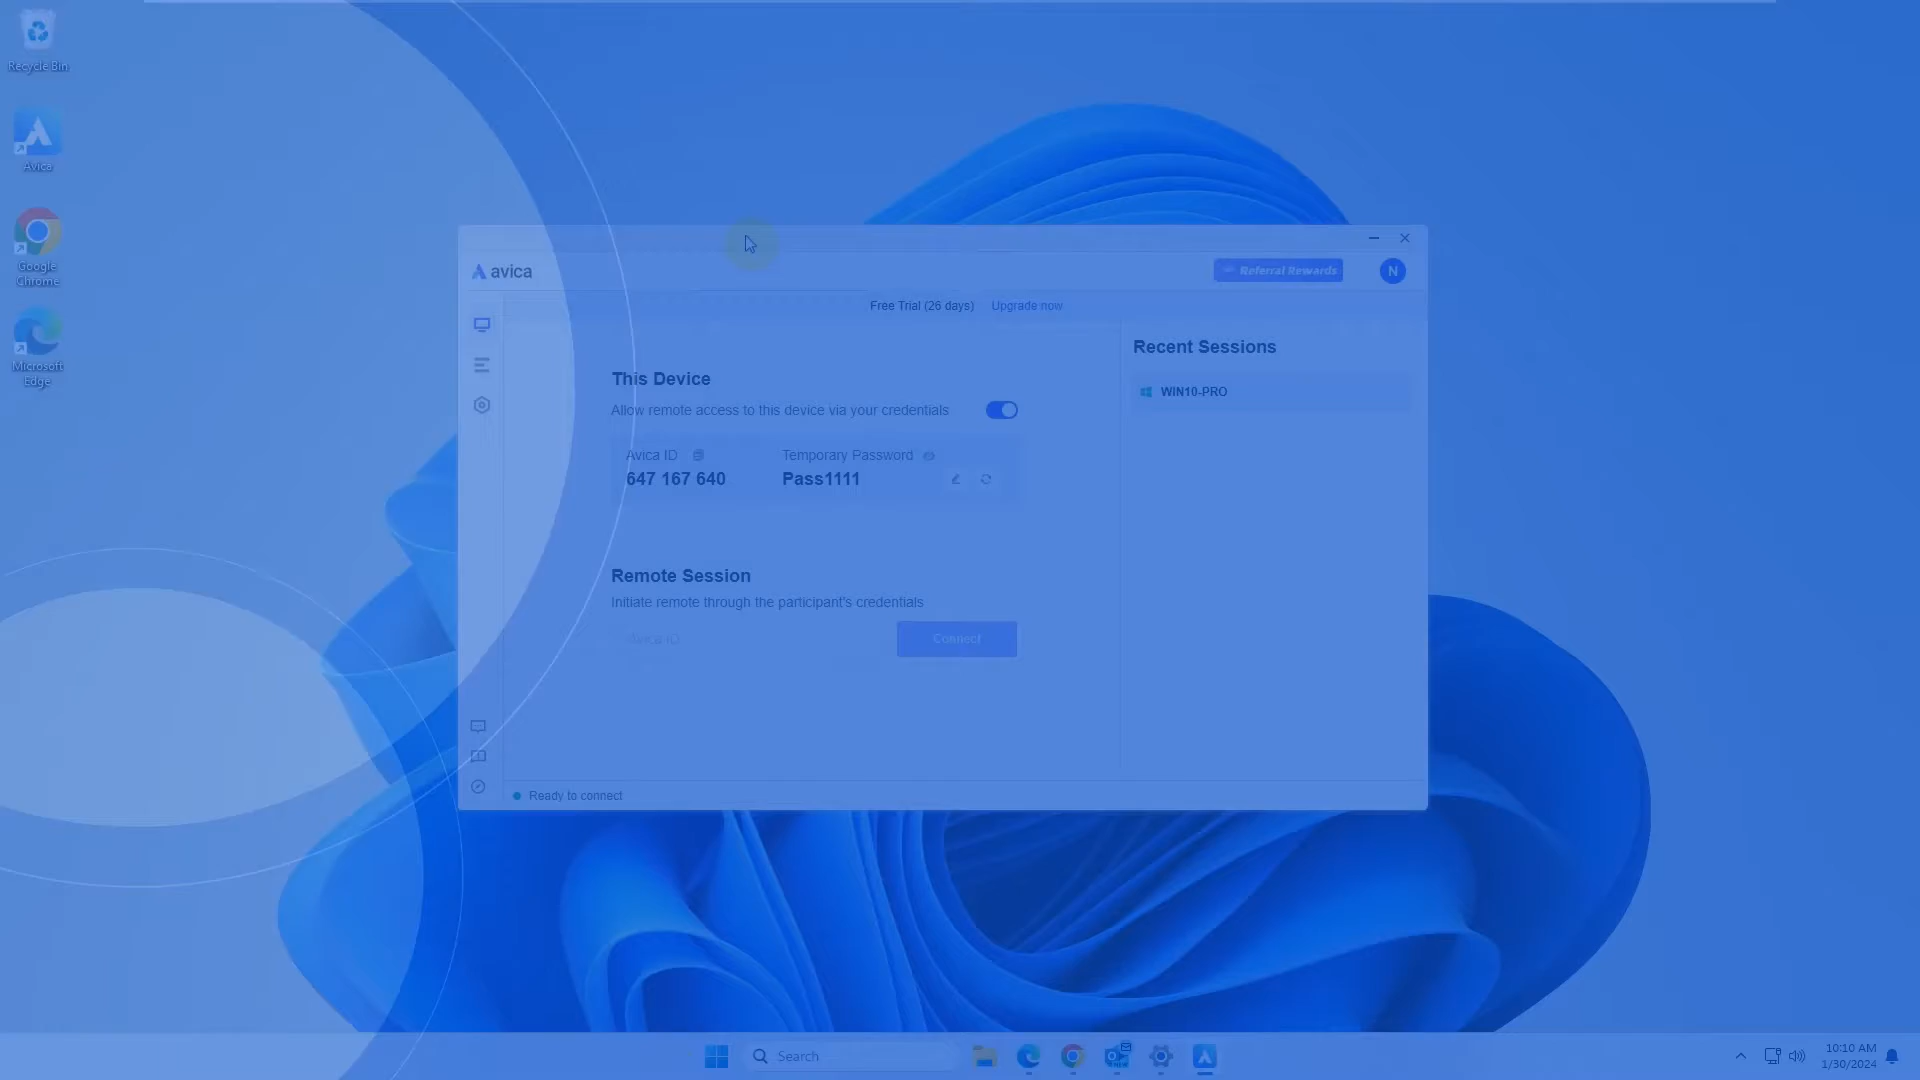 Recycle Bin
Avica
Google
Chrome
Microsoft
Edge
avica
Referral Rewards
N
Free Trial (26 days) Upgrade now
This Device
Allow remote access to this device via your credentials
Avica ID Temporary Password
647 167 640 Pass1111
Remote Session
Initiate remote through the participant's credentials
Avica ID Connect
Recent Sessions
WIN10-PRO
Ready to connect
Search
10:10 AM
1/30/2024